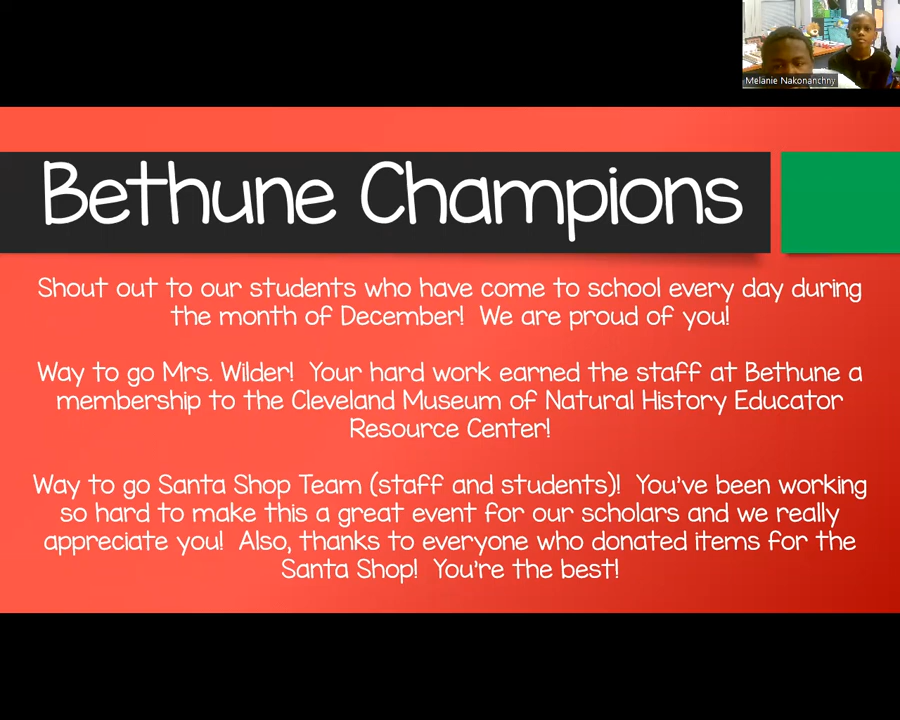 Melanie Nakonanchny
Bethune Champions
Shout out to our students who have come to school every day during
the month of December!  We are proud of you!
Way to go Mrs. Wilder!  Your hard work earned the staff at Bethune a
membership to the Cleveland Museum of Natural History Educator
Resource Center!
Way to go Santa Shop Team (staff and students)!  You've been working
so hard to make this a great event for our scholars and we really
appreciate you!  Also, thanks to everyone who donated items for the
Santa Shop!  You're the best!